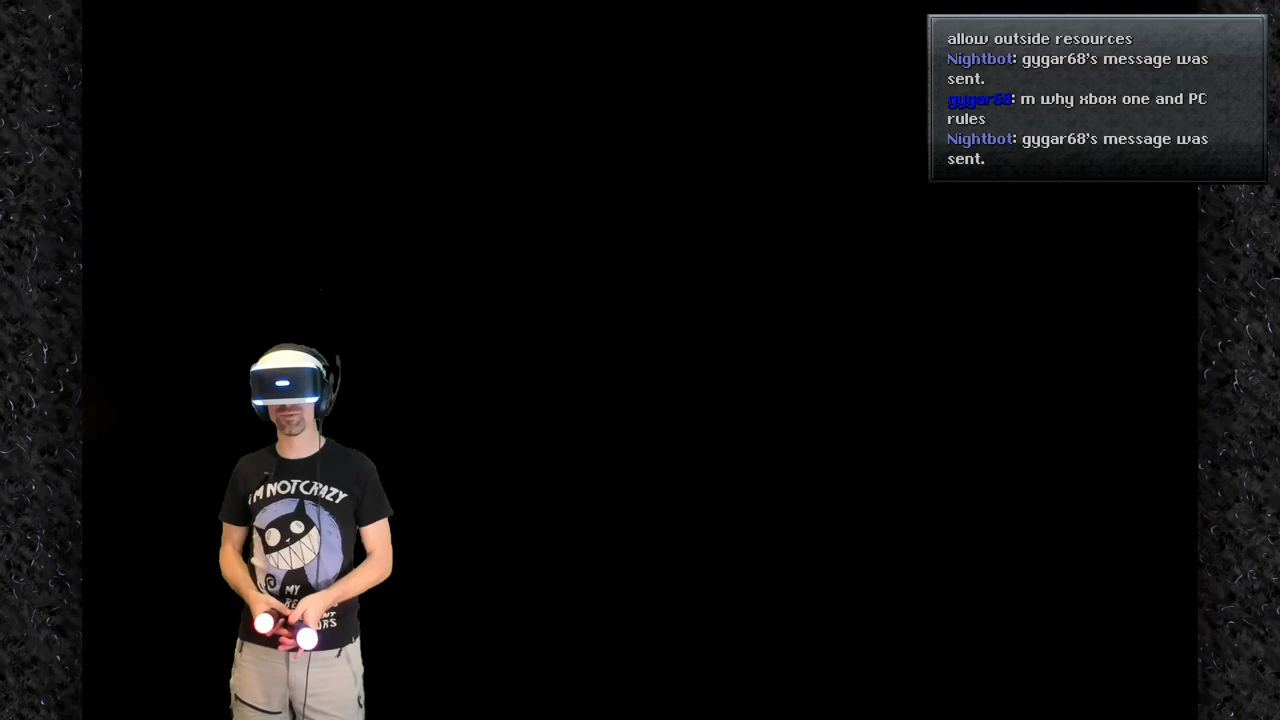 allow outside resources
Nightbot: gygar68's message was
sent.
gygar68: m why xbox one and PC
rules
Nightbot: gygar68's message was
sent.
I'M NOT CRAZY
MY